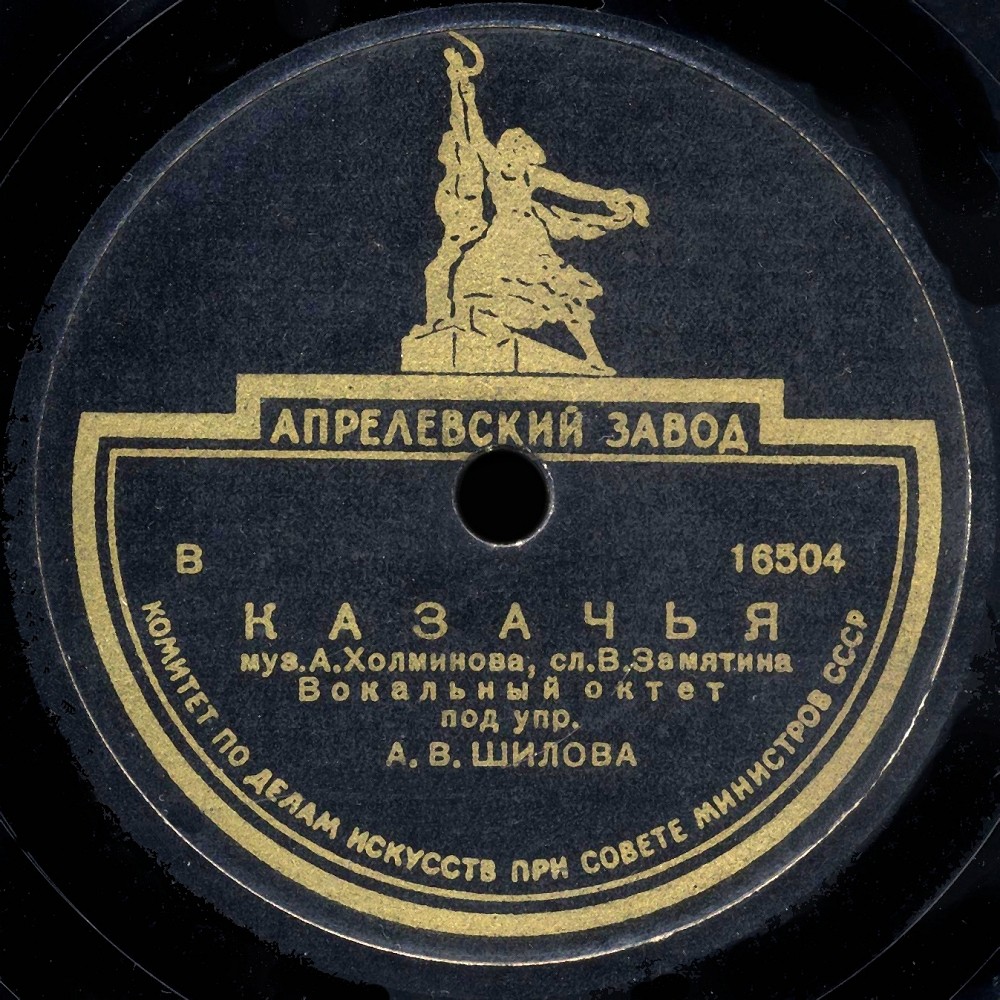 АПРЕЛЕВСКИЙ ЗАВОД
В 16504
КАЗАЧЬЯ
муз.А.Холминова, сл.В.Замятина
Вокальный октет
под упр.
А. В. ШИЛОВА
КОМИТЕТ ПО ДЕЛАМ ИСКУССТВ ПРИ СОВЕТЕ МИНИСТРОВ СССР